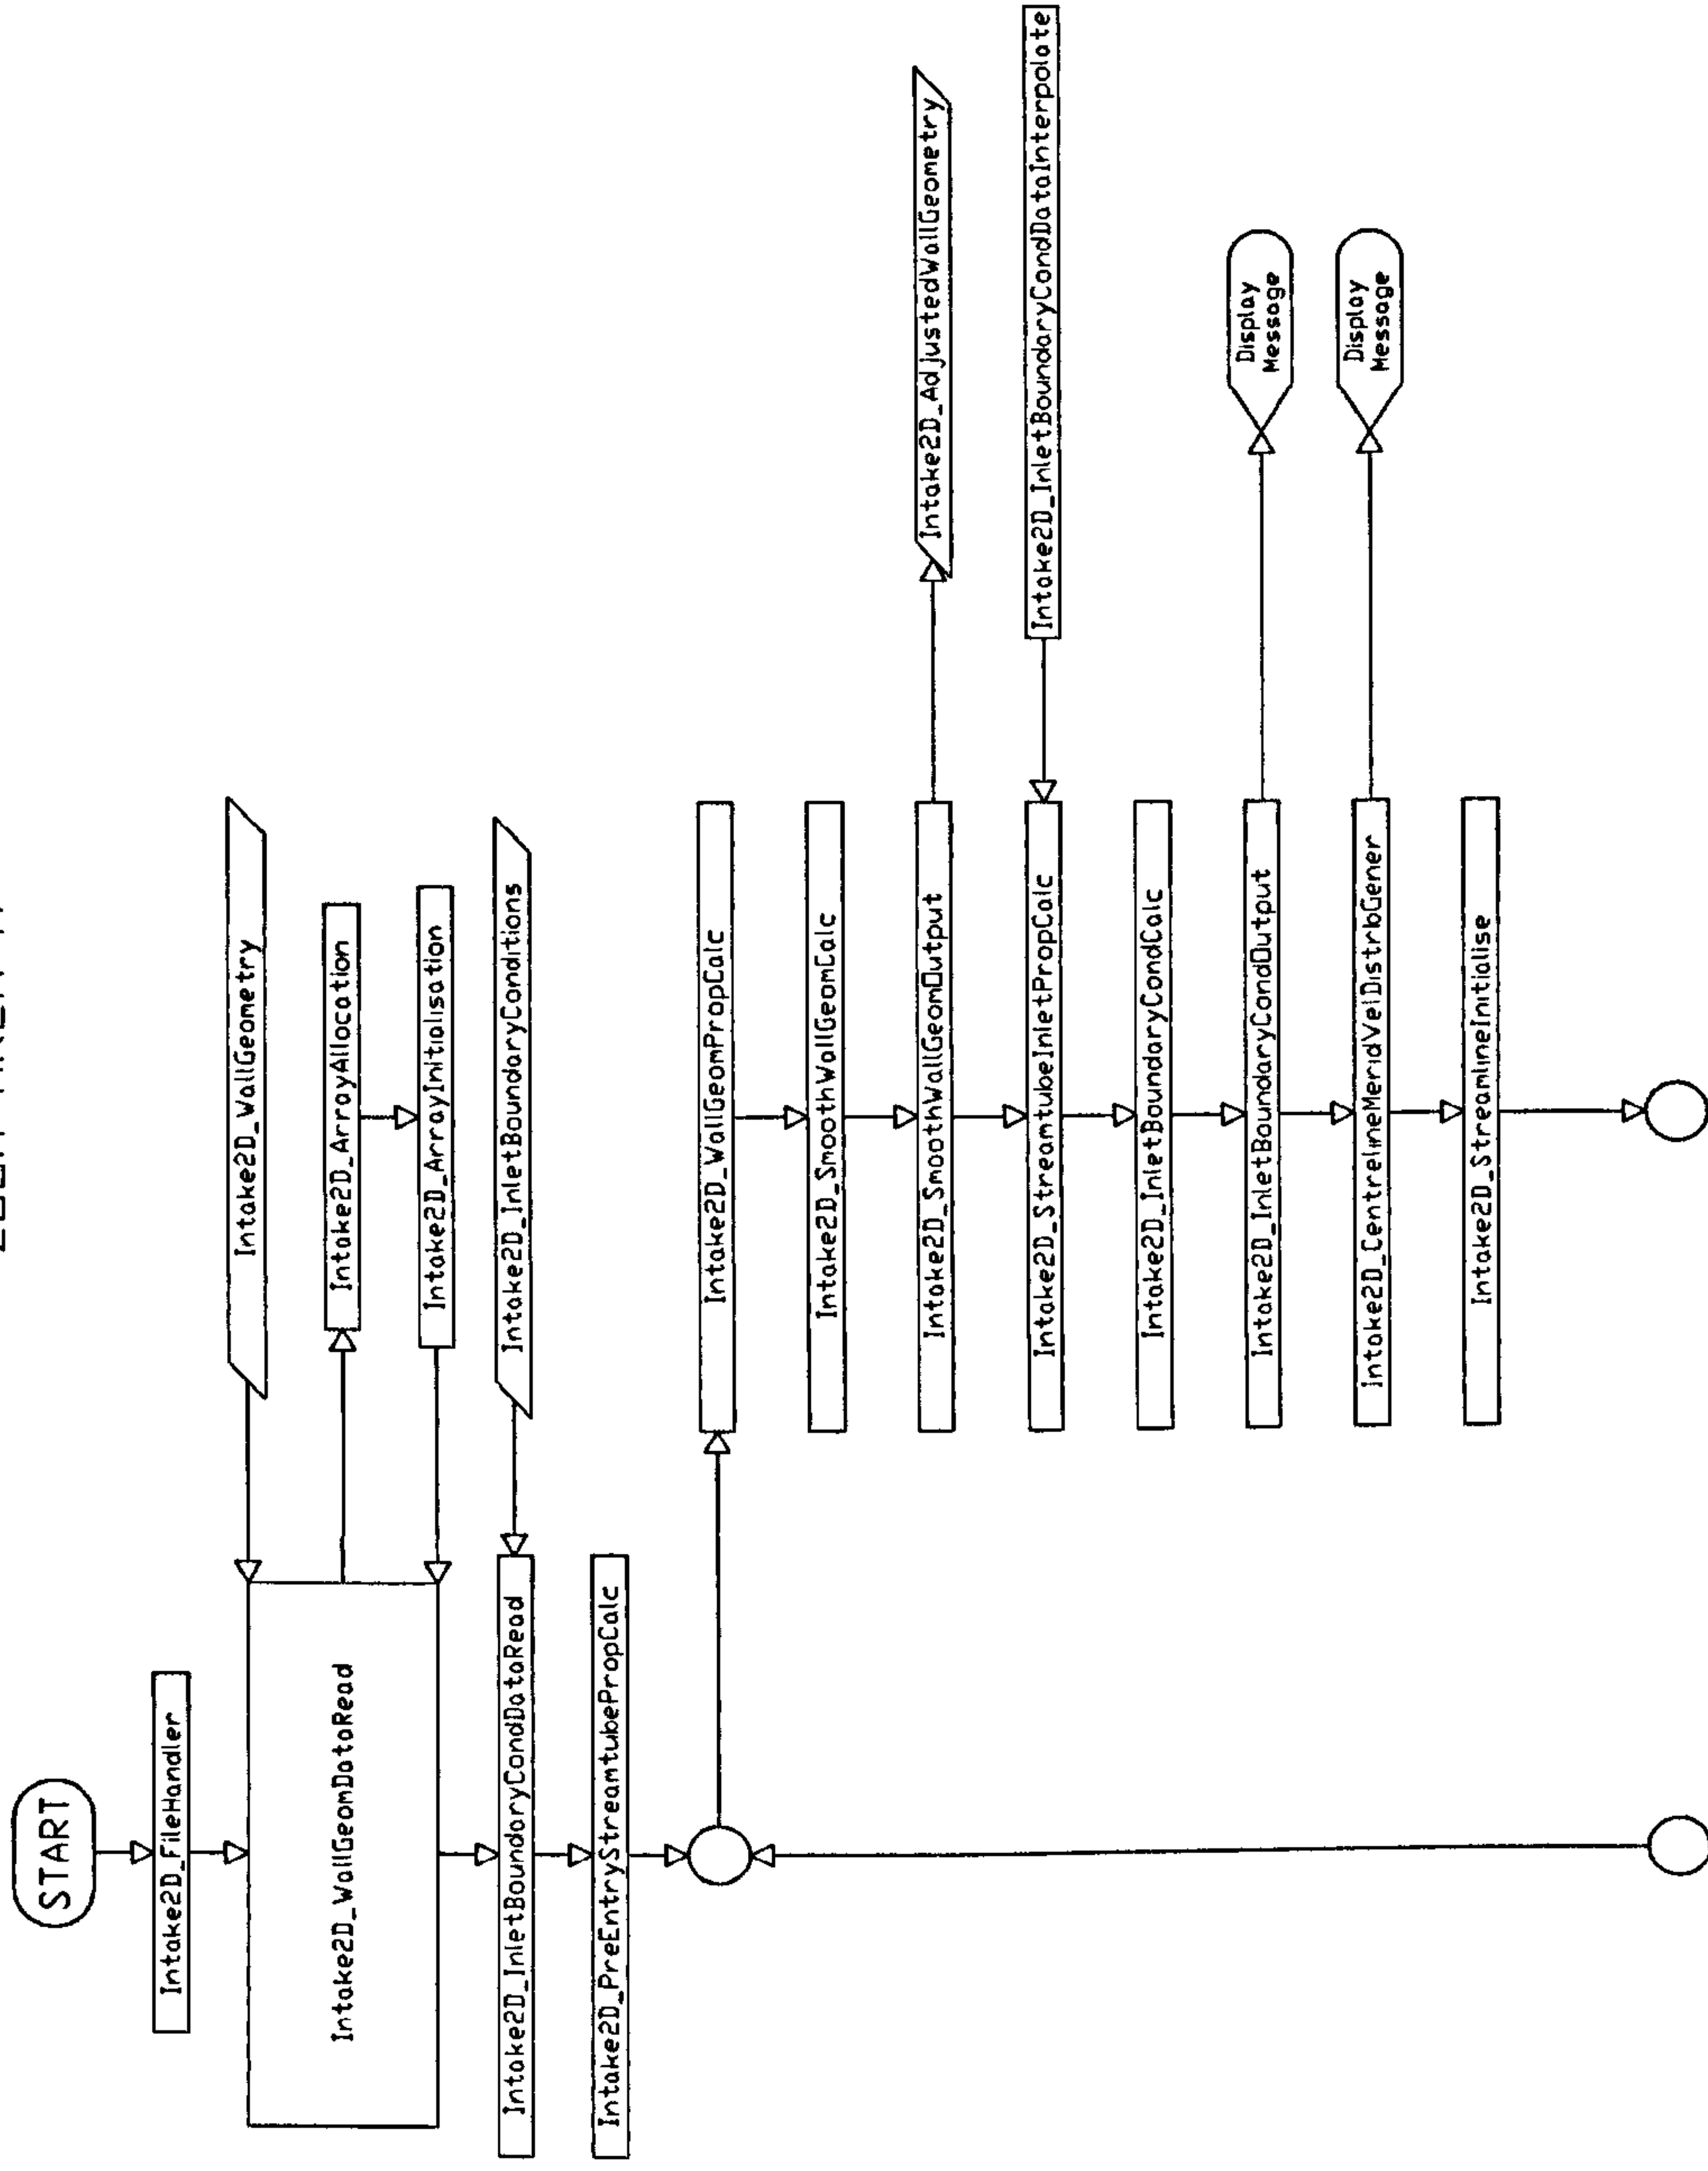 START
Intake2D_FileHandler
Intake2D_WallGeometry
Intake2D_WallGeomDataRead
Intake2D_ArrayAllocation
Intake2D_ArrayInitialisation
Intake2D_InletBoundaryConditions
Intake2D_InletBoundaryCondDataRead
Intake2D_PreEntryStreamtubePropCalc
Intake2D_WallGeomPropCalc
Intake2D_SmoothWallGeomCalc
Intake2D_SmoothWallGeomOutput
Intake2D_AdjustedWallGeometry
Intake2D_StreamtubeInletPropCalc
Intake2D_InletBoundaryCondDataInterpolate
Intake2D_InletBoundaryCondCalc
Intake2D_InletBoundaryCondOutput
Display
Message
Intake2D_CentrelineMeridVelDistrbGener
Display
Message
Intake2D_StreamlineInitialise